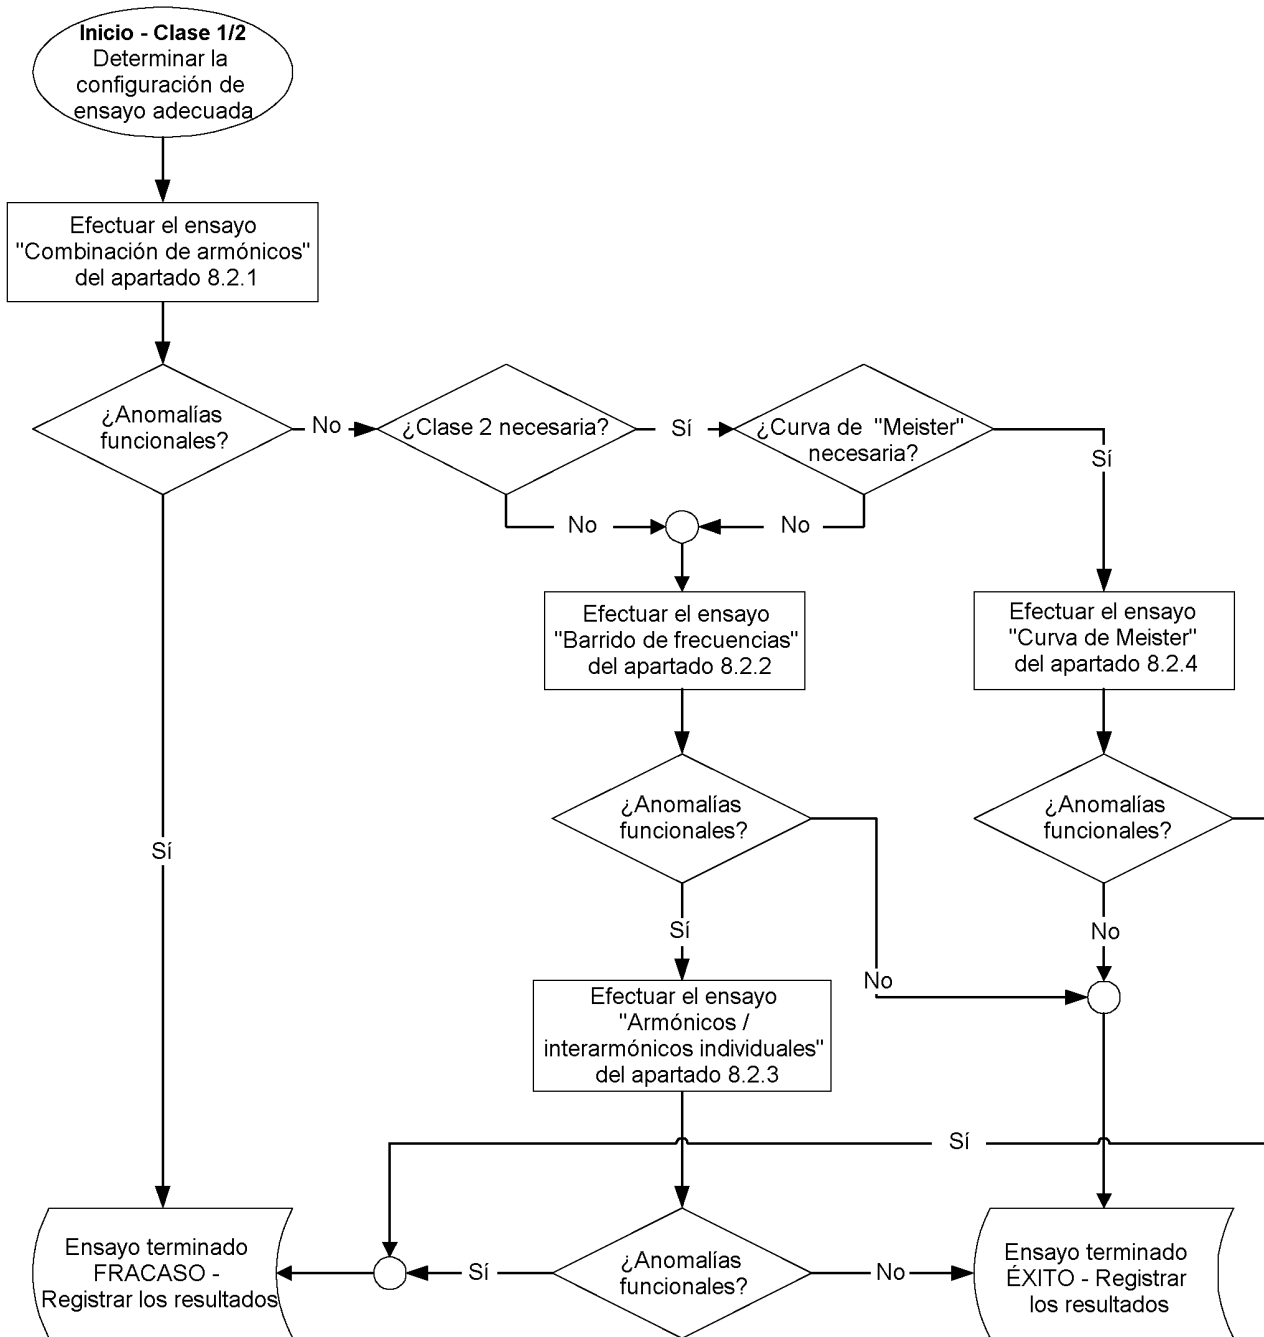 Inicio - Clase 1/2
Determinar la
configuración de
ensayo adecuada
Efectuar el ensayo
"Combinación de armónicos"
del apartado 8.2.1
¿Anomalías
funcionales?
No
¿Clase 2 necesaria?
Sí
¿Curva de "Meister"
necesaria?
Sí
No
No
Efectuar el ensayo
"Barrido de frecuencias"
del apartado 8.2.2
Efectuar el ensayo
"Curva de Meister"
del apartado 8.2.4
¿Anomalías
funcionales?
¿Anomalías
funcionales?
Sí
Sí
No
No
Efectuar el ensayo
"Armónicos /
interarmónicos individuales"
del apartado 8.2.3
Sí
Ensayo terminado
FRACASO -
Registrar los resultados
Sí
¿Anomalías
funcionales?
No
Ensayo terminado
ÉXITO - Registrar
los resultados